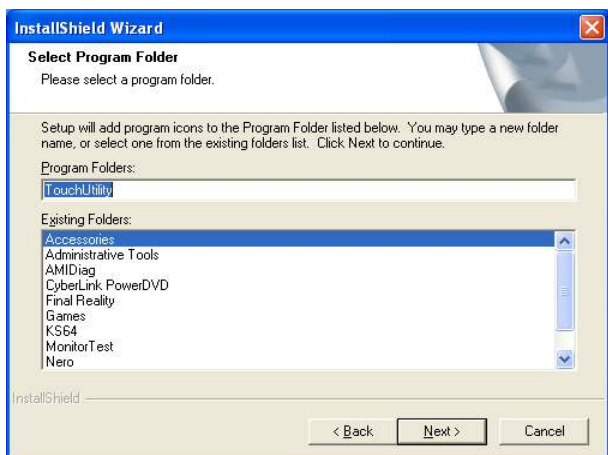 InstallShield Wizard
Select Program Folder
Please select a program folder.
Setup will add program icons to the Program Folder listed below. You may type a new folder
name, or select one from the existing folders list. Click Next to continue.
Program Folders:
TouchUtility
Existing Folders:
Accessories
Administrative Tools
AMIDiag
CyberLink PowerDVD
Final Reality
Games
KS64
MonitorTest
Nero
InstallShield
< Back
Next >
Cancel